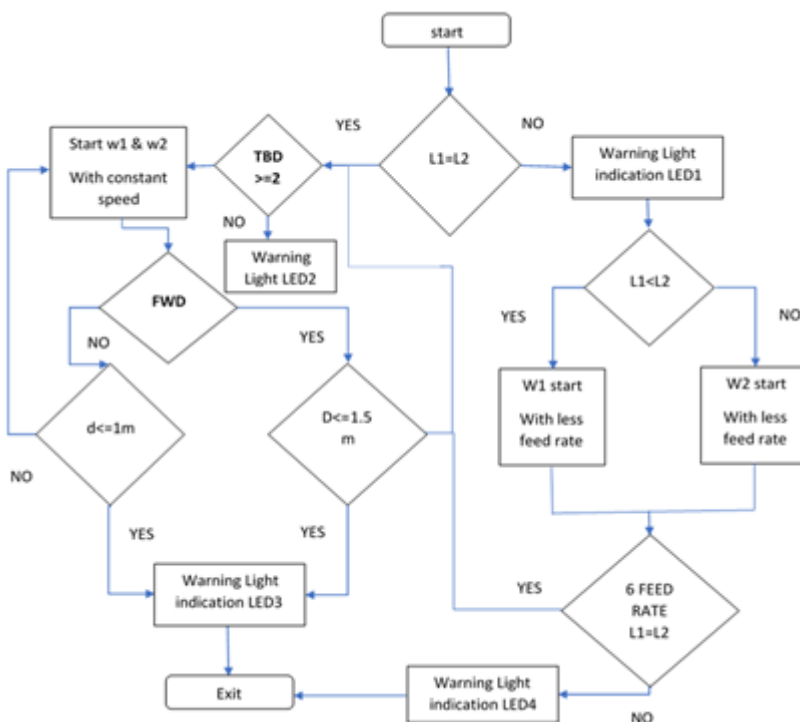 start
YES
NO
L1=L2
TBD
>=2
Start w1 & w2
With constant
speed
Warning Light
indication LED1
NO
Warning
Light LED2
L1<L2
FWD
YES
NO
NO
YES
W1 start
With less
feed rate
W2 start
With less
feed rate
d<=1m
D<=1.5
m
NO
YES
YES
Warning Light
indication LED3
YES
6 FEED
RATE
L1=L2
Exit
Warning Light
indication LED4
NO